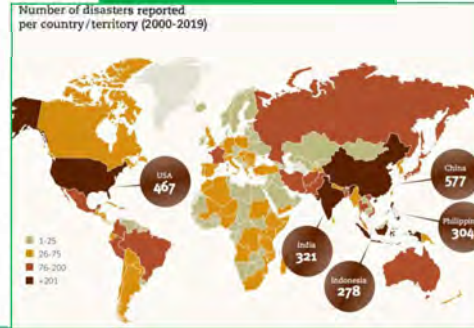 Number of disasters reported
per country/territory (2000-2019)
USA
467
China
577
Philippin
304
India
321
Indonesia
278
1-25
26-75
76-200
>201